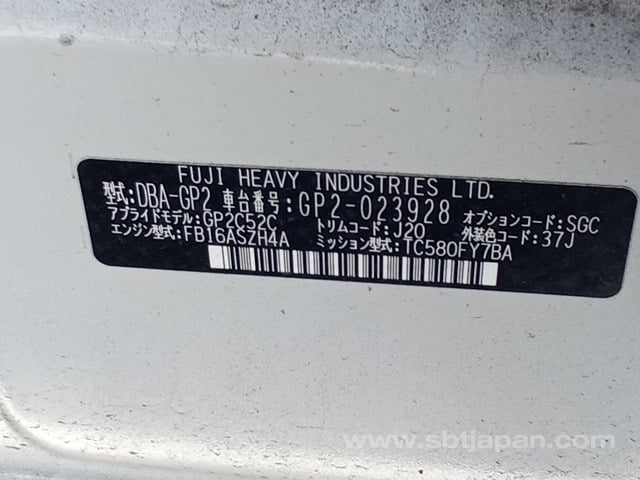 FUJI HEAVY INDUSTRIES LTD.
型式:DBA-GP2 車台番号:GP2-023928 オプションコード:SGC
アプライドモデル:GP2C52C トリムコード:J20 外装色コード:37J
エンジン型式:FB16ASZH4A ミッション型式:TC580FY7BA
www.sbtjapan.com